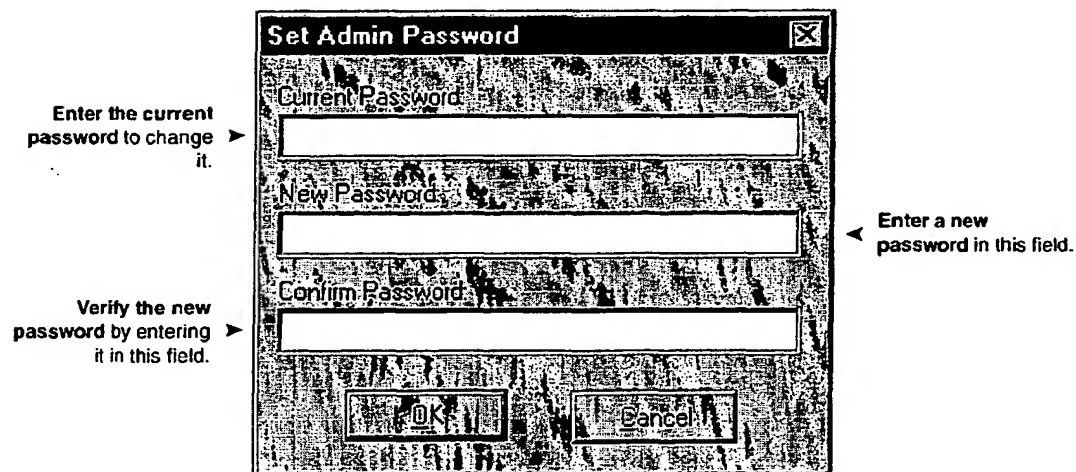 Set Admin Password
Current Password
Enter the current
password to change
it.
New Password
Enter a new
password in this field.
Confirm Password
Verify the new
password by entering
it in this field.
OK
Cancel